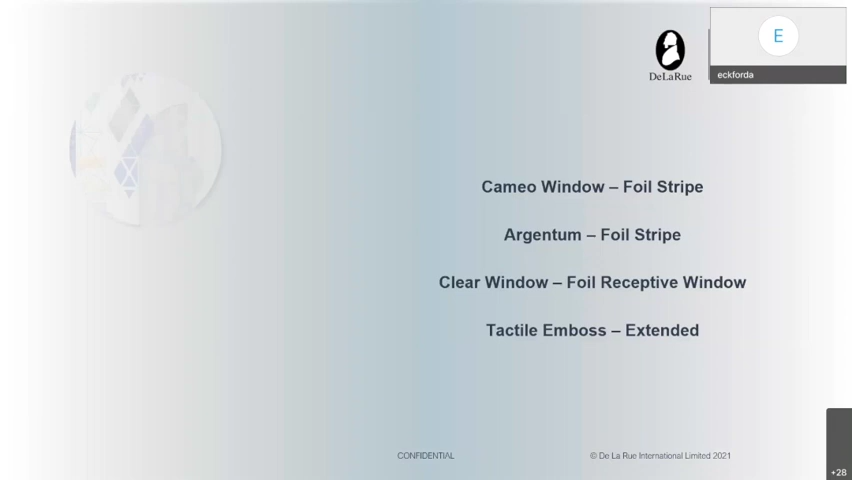 DeLaRue
E
eckforda
Cameo Window – Foil Stripe
Argentum – Foil Stripe
Clear Window – Foil Receptive Window
Tactile Emboss – Extended
CONFIDENTIAL
© De La Rue International Limited 2021
+28